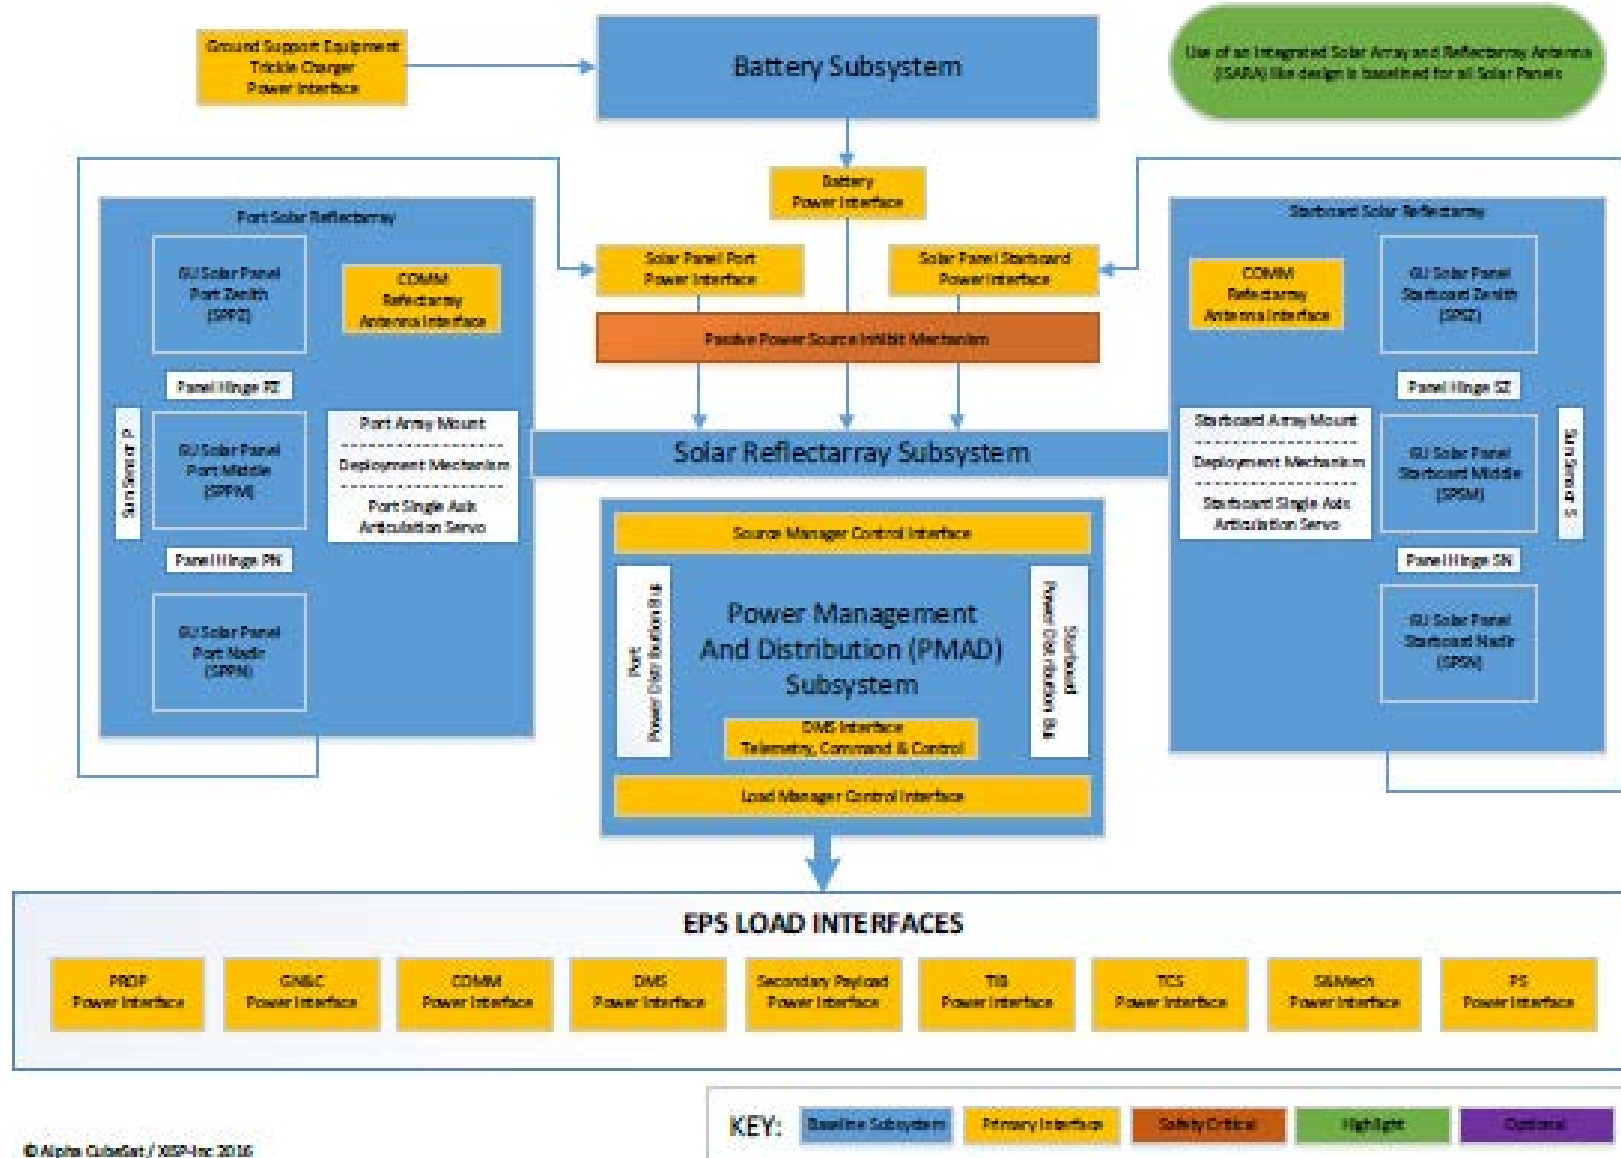 Ground Support Equipment
Trickle Charger
Power Interface
Battery Subsystem
Use of an Integrated Solar Array and Reflectarray Antenna
(ISARA) like design is baselined for all Solar Panels
Battery
Power Interface
Port Solar Reflectarray
Starboard Solar Reflectarray
Solar Panel Port
Power Interface
Solar Panel Starboard
Power Interface
6U Solar Panel
Port Zenith
(SPPZ)
COMM
Reflectarray
Antenna Interface
COMM
Reflectarray
Antenna Interface
6U Solar Panel
Starboard Zenith
(SPSZ)
Passive Power Source Inhibit Mechanism
Panel Hinge PZ
Panel Hinge SZ
Sun Sensor P
6U Solar Panel
Port Middle
(SPPM)
Port Array Mount
Deployment Mechanism
Port Single Axis
Articulation Servo
Solar Reflectarray Subsystem
Starboard Array Mount
Deployment Mechanism
Starboard Single Axis
Articulation Servo
6U Solar Panel
Starboard Middle
(SPSM)
Sun Sensor S
Panel Hinge PN
Panel Hinge SN
6U Solar Panel
Port Nadir
(SPPN)
6U Solar Panel
Starboard Nadir
(SPSN)
Source Manager Control Interface
Port
Power Distribution Bus
Power Management
And Distribution (PMAD)
Subsystem
Starboard
Power Distribution Bus
DMS Interface
Telemetry, Command & Control
Load Manager Control Interface
EPS LOAD INTERFACES
PROP
Power Interface
GN&C
Power Interface
COMM
Power Interface
DMS
Power Interface
Secondary Payload
Power Interface
TIB
Power Interface
TCS
Power Interface
S&Mech
Power Interface
PS
Power Interface
KEY:
Baseline Subsystem
Primary Interface
Safety Critical
Highlight
Optional
© Alpha CubeSat / XISP-Inc 2016